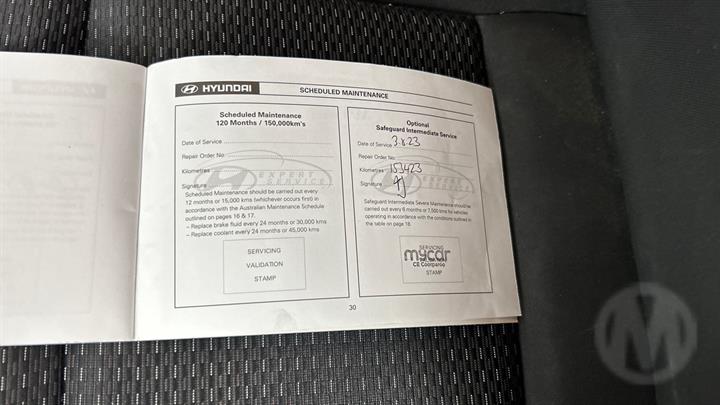 HYUNDAI
SCHEDULED MAINTENANCE
Scheduled Maintenance
120 Months / 150,000km's
Date of Service
Repair Order No:
Kilometres
Signature
EXPERT
SERVICE
Scheduled Maintenance should be carried out every
12 months or 15,000 kms (whichever occurs first) in
accordance with the Australian Maintenance Schedule
outlined on pages 16 & 17.
– Replace brake fluid every 24 months or 30,000 kms
– Replace coolant every 24 months or 45,000 kms
SERVICING
VALIDATION
STAMP
Optional
Safeguard Intermediate Service
Date of Service 3.8.23
Repair Order No:
Kilometres 153423
Signature
EXPERT
SERVICE
Safeguard Intermediate Severe Maintenance should be
carried out every 6 months or 7,500 kms for vehicles
operating in accordance with the conditions outlined in
the table on page 18.
SERVICING
mycar
CE Coorparoo
STAMP
30
M